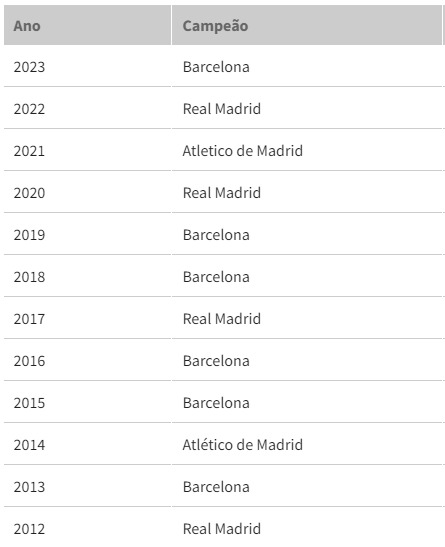 Ano Campeão
2023 Barcelona
2022 Real Madrid
2021 Atletico de Madrid
2020 Real Madrid
2019 Barcelona
2018 Barcelona
2017 Real Madrid
2016 Barcelona
2015 Barcelona
2014 Atlético de Madrid
2013 Barcelona
2012 Real Madrid